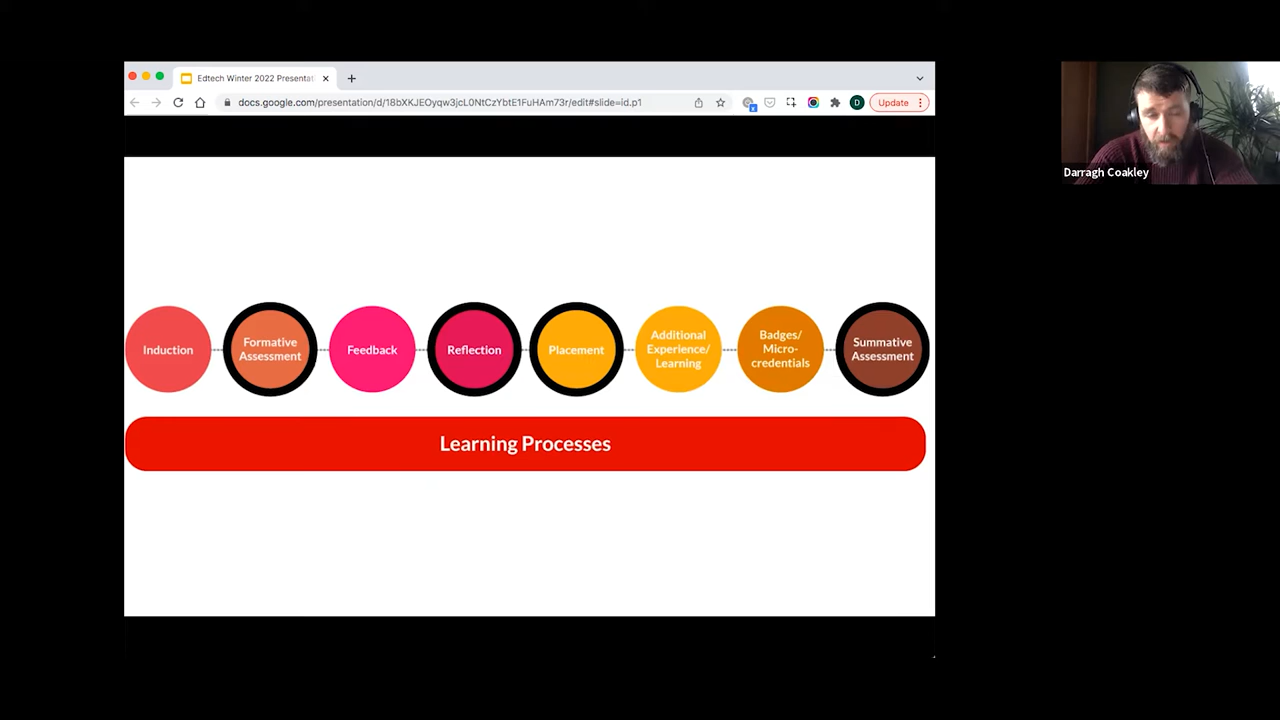 Edtech Winter 2022 Presentat
docs.google.com/presentation/d/18bXKJEOyqw3jcL0NtCzYbtE1FuHAm73r/edit#slide=id.p1
D
Update
Darragh Coakley
Induction
Formative
Assessment
Feedback
Reflection
Placement
Additional
Experience/
Learning
Badges/
Micro-
credentials
Summative
Assessment
Learning Processes